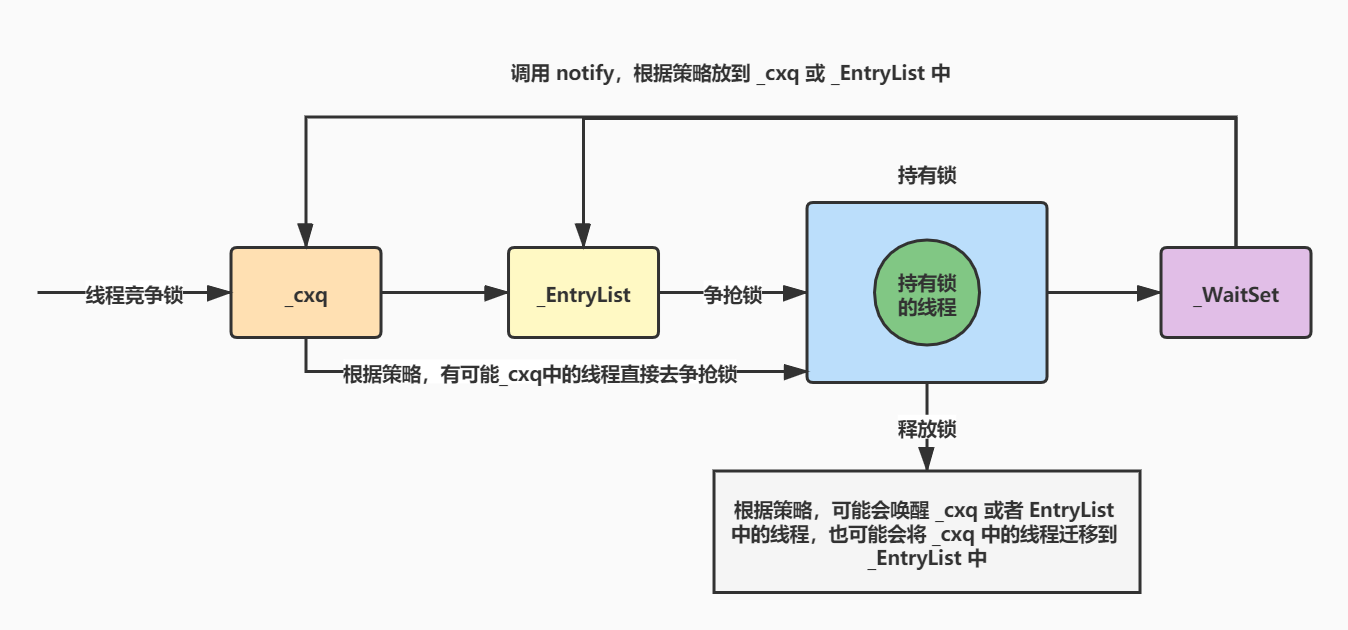 调用 notify，根据策略放到 _cxq 或 _EntryList 中
持有锁
线程竞争锁
_cxq
_EntryList
争抢锁
持有锁
的线程
_WaitSet
根据策略，有可能_cxq中的线程直接去争抢锁
释放锁
根据策略，可能会唤醒 _cxq 或者 EntryList
中的线程，也可能会将 _cxq 中的线程迁移到
_EntryList 中